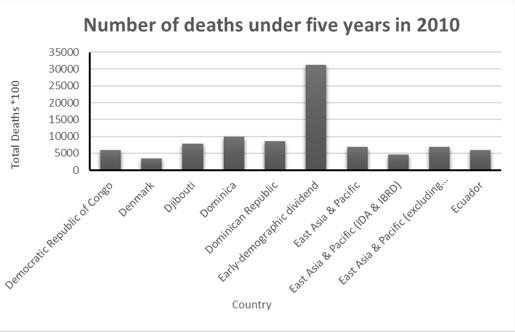 Number of deaths under five years in 2010
Total Deaths *100
35000
30000
25000
20000
15000
10000
5000
0
Democratic Republic of Congo
Denmark
Djibouti
Dominica
Dominican Republic
Early-demographic dividend
East Asia & Pacific
East Asia & Pacific (IDA & IBRD)
East Asia & Pacific (excluding...
Ecuador
Country